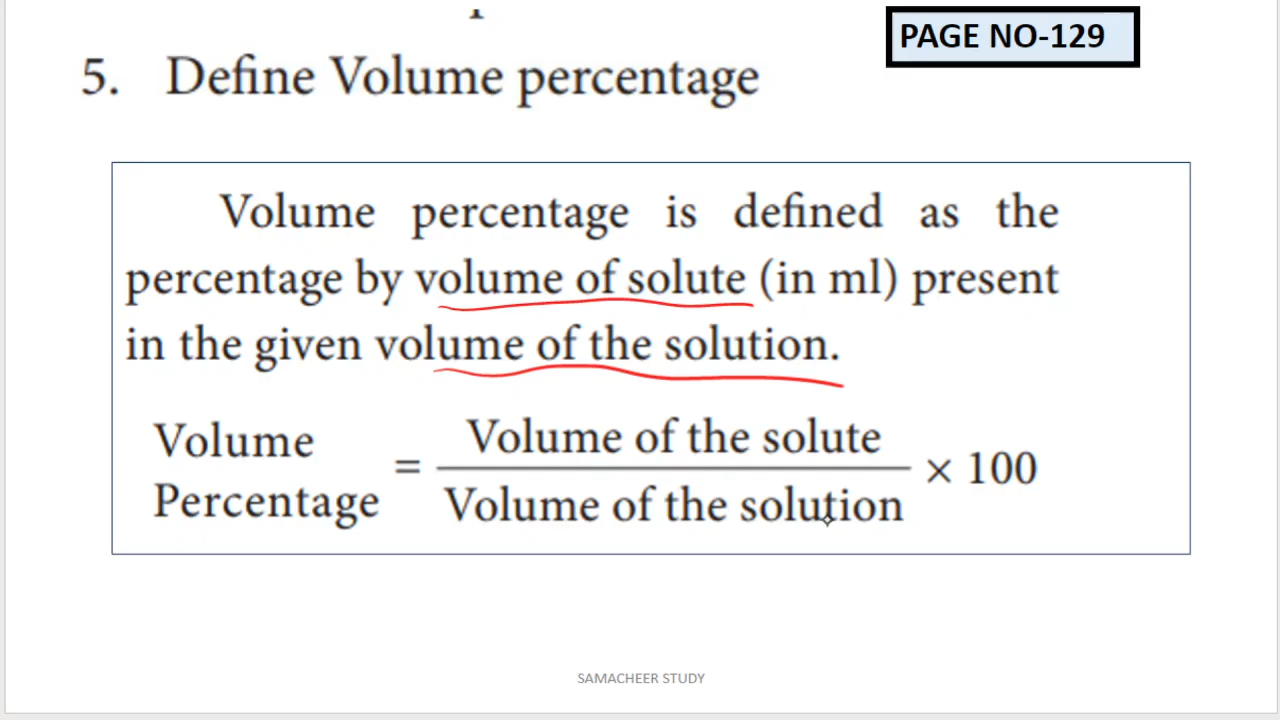 PAGE NO-129
5. Define Volume percentage
Volume percentage is defined as the
percentage by volume of solute (in ml) present
in the given volume of the solution.
Volume
Percentage
=
Volume of the solute
Volume of the solution
× 100
SAMACHEER STUDY